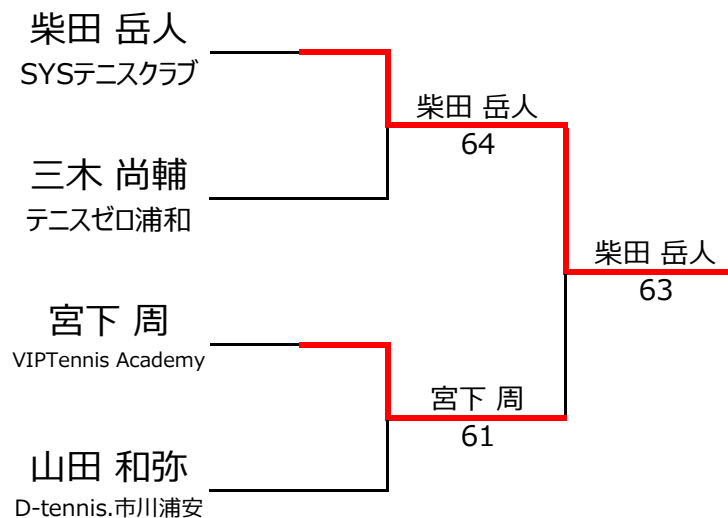 柴田 岳人
SYSテニスクラブ
柴田 岳人
64
三木 尚輔
テニスゼロ浦和
柴田 岳人
63
宮下 周
VIPTennis Academy
宮下 周
61
山田 和弥
D-tennis.市川浦安